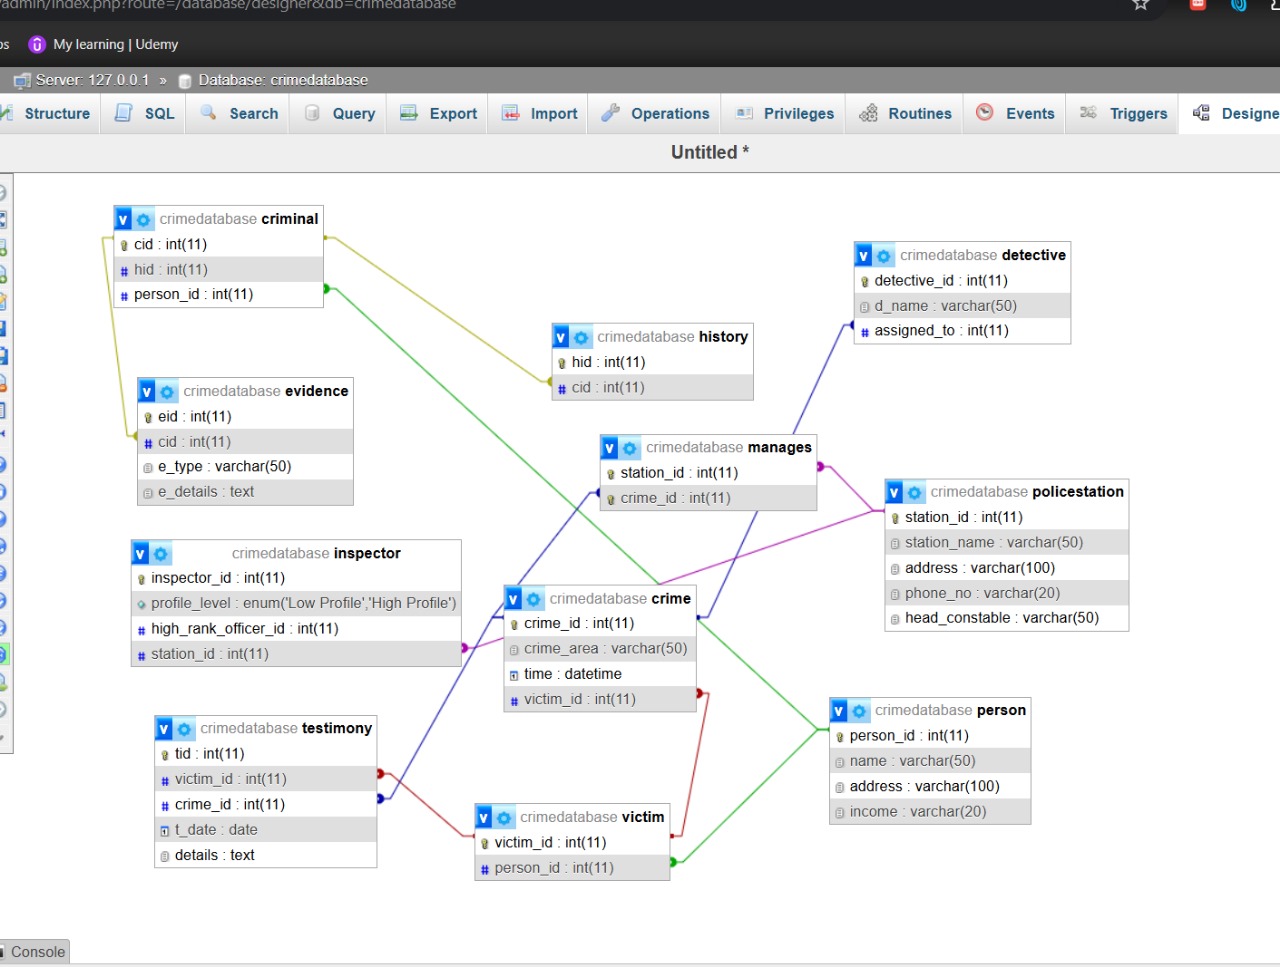 /admin/index.php?route=/database/designer&db=crimedatabase
My learning | Udemy
Server: 127.0.0.1 » Database: crimedatabase
Structure SQL Search Query Export Import Operations Privileges Routines Events Triggers Designe
Untitled *
crimedatabase criminal
cid : int(11)
hid : int(11)
person_id : int(11)
crimedatabase detective
detective_id : int(11)
d_name : varchar(50)
assigned_to : int(11)
crimedatabase history
hid : int(11)
cid : int(11)
crimedatabase evidence
eid : int(11)
cid : int(11)
e_type : varchar(50)
e_details : text
crimedatabase manages
station_id : int(11)
crime_id : int(11)
crimedatabase policestation
station_id : int(11)
station_name : varchar(50)
address : varchar(100)
phone_no : varchar(20)
head_constable : varchar(50)
crimedatabase inspector
inspector_id : int(11)
profile_level : enum('Low Profile','High Profile')
high_rank_officer_id : int(11)
station_id : int(11)
crimedatabase crime
crime_id : int(11)
crime_area : varchar(50)
time : datetime
victim_id : int(11)
crimedatabase testimony
tid : int(11)
victim_id : int(11)
crime_id : int(11)
t_date : date
details : text
crimedatabase person
person_id : int(11)
name : varchar(50)
address : varchar(100)
income : varchar(20)
crimedatabase victim
victim_id : int(11)
person_id : int(11)
Console